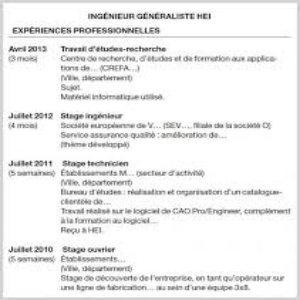 INGÉNIEUR GÉNÉRALISTE HEI
EXPÉRIENCES PROFESSIONNELLES
Avril 2013 Travail d'études-recherche
(3 mois) Centre de recherche, d'études et de formation aux applica-
tions de... (CREFA...)
(Ville, département)
Sujet.
Matériel informatique utilisé.
Juillet 2012 Stage ingénieur
(4 mois) Société européenne de V... (SEV..., filiale de la société Q)
Service assurance qualité : amélioration de...
(thème développé)
Juillet 2011 Stage technicien
(5 semaines) Établissements M... (secteur d'activité)
(Ville, département)
Bureau d'études : réalisation et organisation d'un catalogue-
clientèle de...
Travail réalisé sur le logiciel de CAO Pro/Engineer, complément
à la formation au logiciel...
Reçu à HEI.
Juillet 2010 Stage ouvrier
(5 semaines) Établissements...
(Ville, département)
Stage de découverte de l'entreprise, en tant qu'opérateur sur
une ligne de fabrication... au sein d'une équipe 3x8.